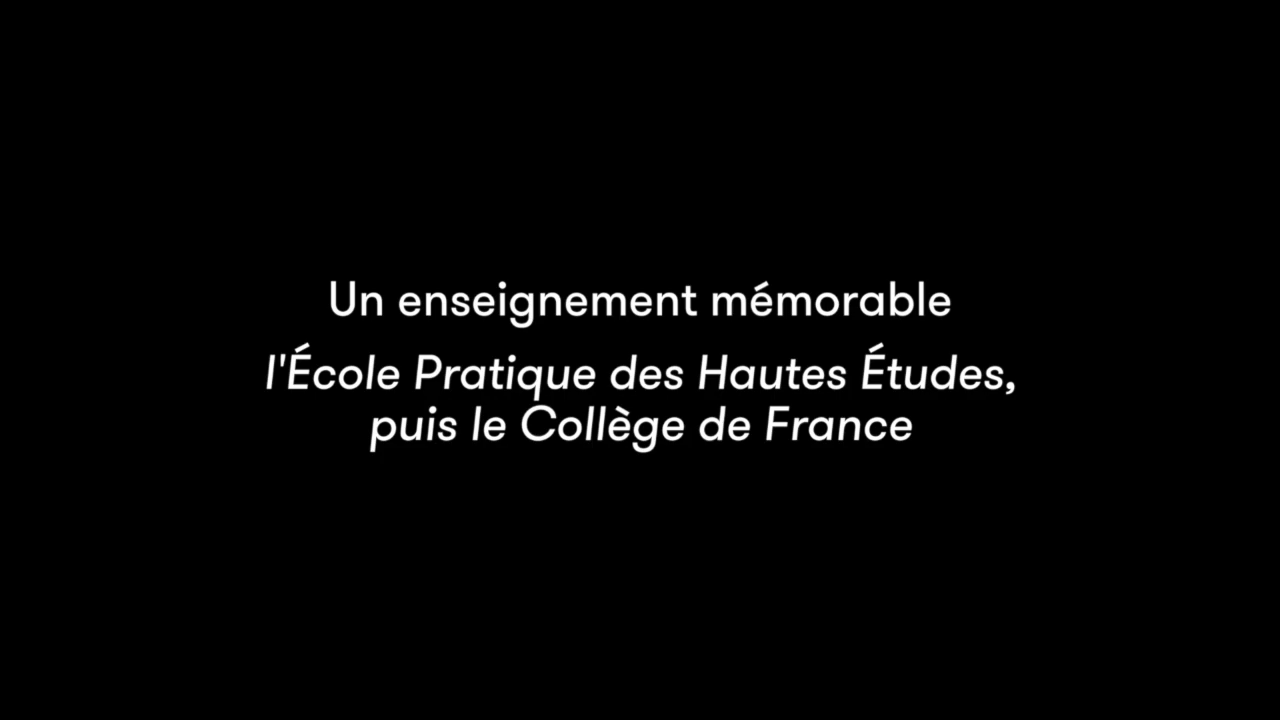 Un enseignement mémorable
l'École Pratique des Hautes Études,
puis le Collège de France